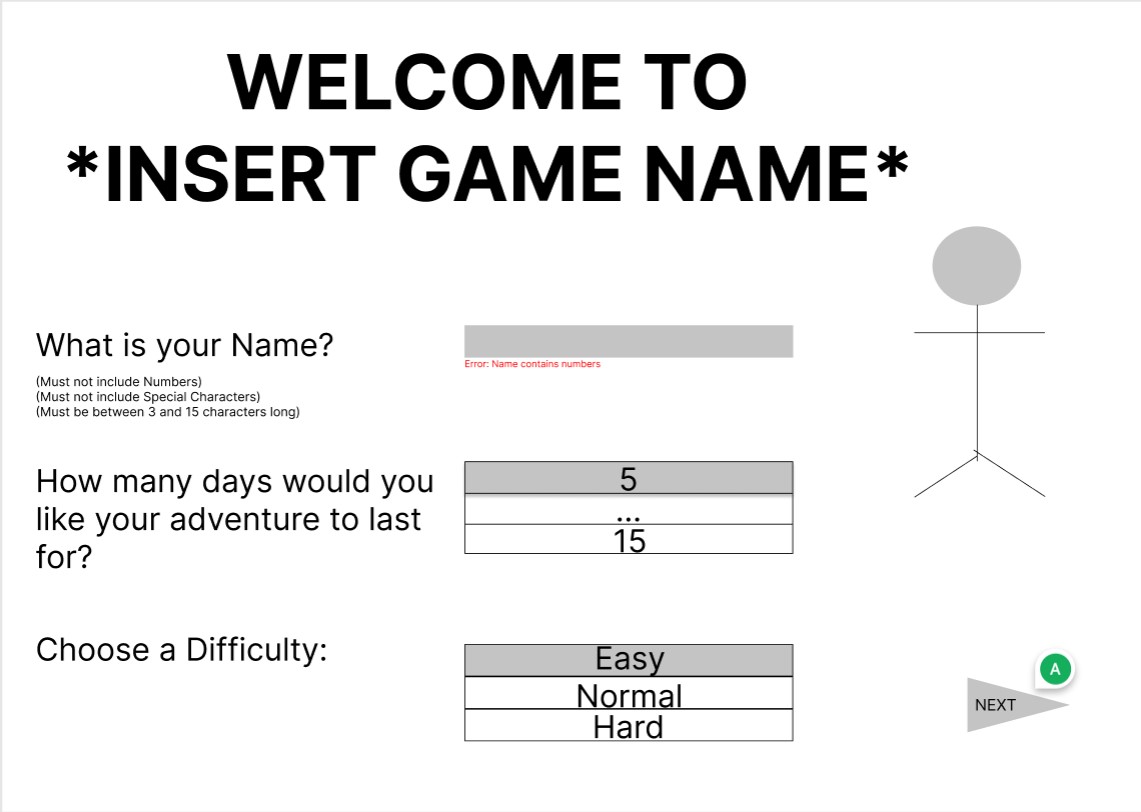 WELCOME TO
*INSERT GAME NAME*
What is your Name?
Error: Name contains numbers
(Must not include Numbers)
(Must not include Special Characters)
(Must be between 3 and 15 characters long)
How many days would you
like your adventure to last
for?
5
...
15
Choose a Difficulty:
Easy
Normal
Hard
A
NEXT